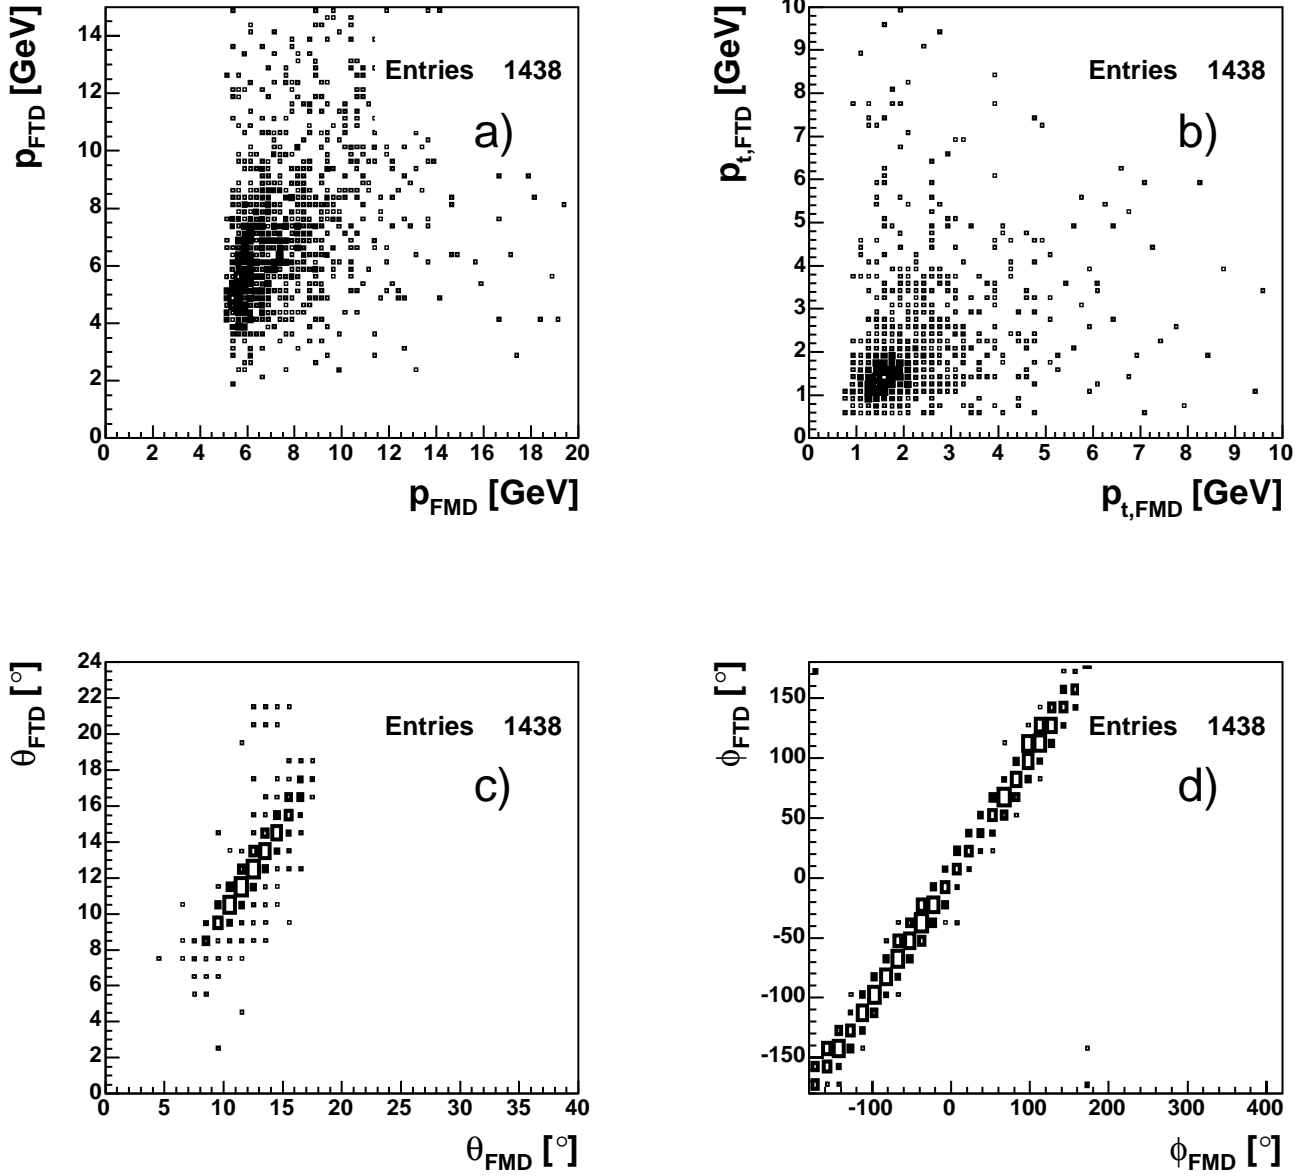 p_FTD [GeV]
14
12
10
8
6
4
2
0
Entries 1438
a)
0 2 4 6 8 10 12 14 16 18 20
p_FMD [GeV]
p_t,FTD [GeV]
10
9
8
7
6
5
4
3
2
1
0
Entries 1438
b)
0 1 2 3 4 5 6 7 8 9 10
p_t,FMD [GeV]
θ_FTD [°]
24
22
20
18
16
14
12
10
8
6
4
2
0
Entries 1438
c)
0 5 10 15 20 25 30 35 40
θ_FMD [°]
ϕ_FTD [°]
150
100
50
0
-50
-100
-150
Entries 1438
d)
-100 0 100 200 300 400
ϕ_FMD [°]